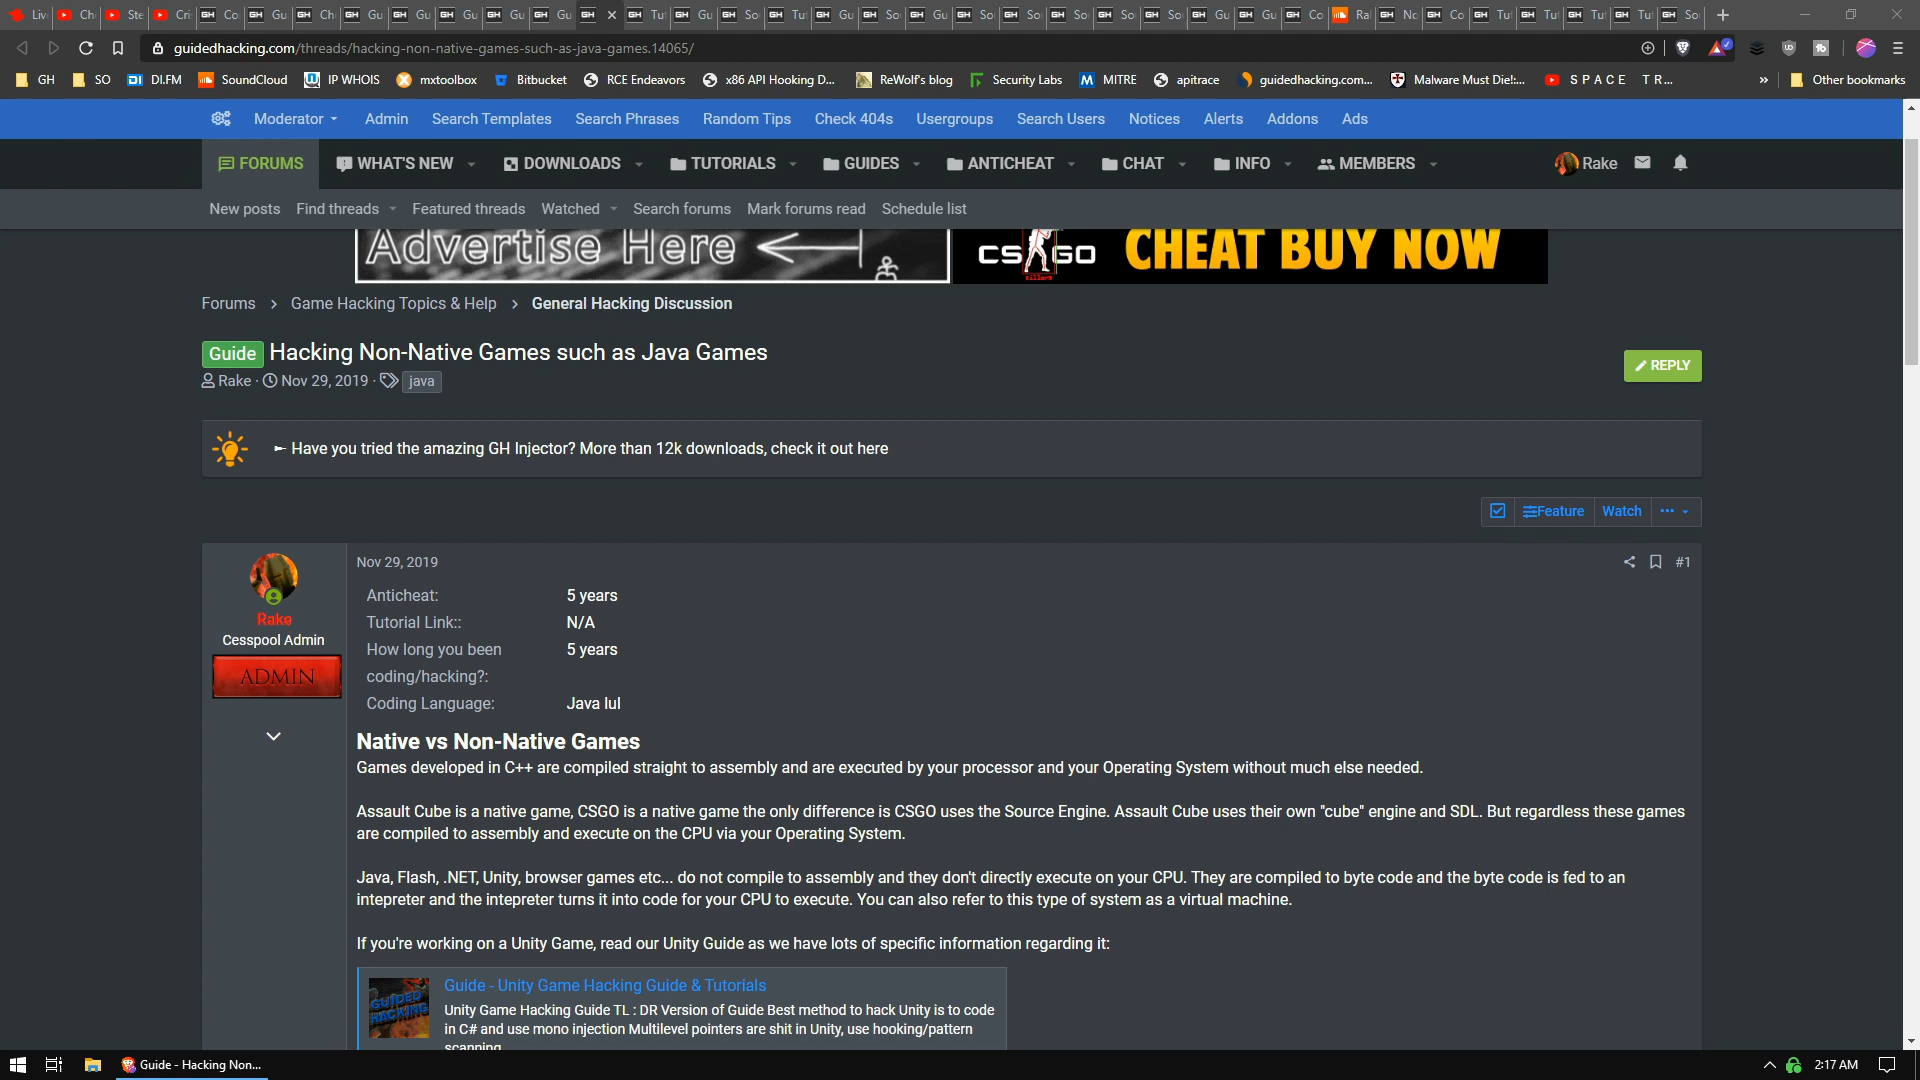 guidedhacking.com/threads/hacking-non-native-games-such-as-java-games.14065/
GH SO DI.FM SoundCloud IP WHOIS mxtoolbox Bitbucket RCE Endeavors x86 API Hooking D... ReWolf's blog Security Labs MITRE apitrace guidedhacking.com... Malware Must Die!:... S P A C E T R... » Other bookmarks
Moderator Admin Search Templates Search Phrases Random Tips Check 404s Usergroups Search Users Notices Alerts Addons Ads
FORUMS WHAT'S NEW DOWNLOADS TUTORIALS GUIDES ANTICHEAT CHAT INFO MEMBERS Rake
New posts Find threads Featured threads Watched Search forums Mark forums read Schedule list
Advertise Here CS GO CHEAT BUY NOW
Forums > Game Hacking Topics & Help > General Hacking Discussion
Guide Hacking Non-Native Games such as Java Games
Rake · Nov 29, 2019 · java
REPLY
► Have you tried the amazing GH Injector? More than 12k downloads, check it out here
Feature Watch ···
Nov 29, 2019 #1
Anticheat: 5 years
Rake
Tutorial Link:: N/A
Cesspool Admin
How long you been 5 years
coding/hacking?:
ADMIN
Coding Language: Java lul
Native vs Non-Native Games
Games developed in C++ are compiled straight to assembly and are executed by your processor and your Operating System without much else needed.
Assault Cube is a native game, CSGO is a native game the only difference is CSGO uses the Source Engine. Assault Cube uses their own "cube" engine and SDL. But regardless these games
are compiled to assembly and execute on the CPU via your Operating System.
Java, Flash, .NET, Unity, browser games etc... do not compile to assembly and they don't directly execute on your CPU. They are compiled to byte code and the byte code is fed to an
intepreter and the intepreter turns it into code for your CPU to execute. You can also refer to this type of system as a virtual machine.
If you're working on a Unity Game, read our Unity Guide as we have lots of specific information regarding it:
GUIDED
HACKING
Guide - Unity Game Hacking Guide & Tutorials
Unity Game Hacking Guide TL : DR Version of Guide Best method to hack Unity is to code
in C# and use mono injection Multilevel pointers are shit in Unity, use hooking/pattern
scanning
Guide - Hacking Non... 2:17 AM